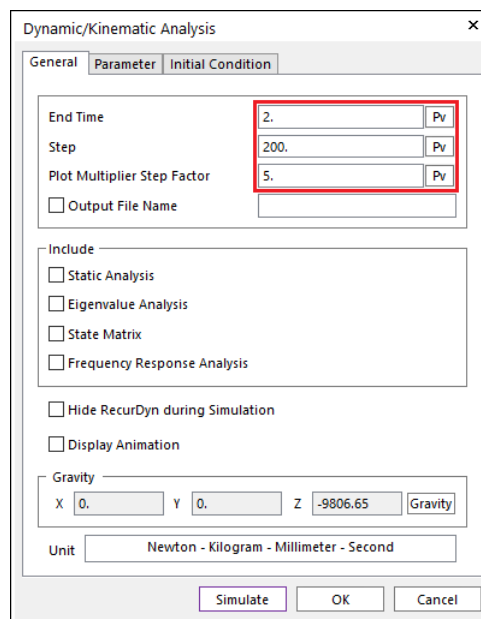 Dynamic/Kinematic Analysis ×
General Parameter Initial Condition
End Time 2. Pv
Step 200. Pv
Plot Multiplier Step Factor 5. Pv
Output File Name
Include
Static Analysis
Eigenvalue Analysis
State Matrix
Frequency Response Analysis
Hide RecurDyn during Simulation
Display Animation
Gravity
X 0. Y 0. Z -9806.65 Gravity
Unit Newton - Kilogram - Millimeter - Second
Simulate OK Cancel